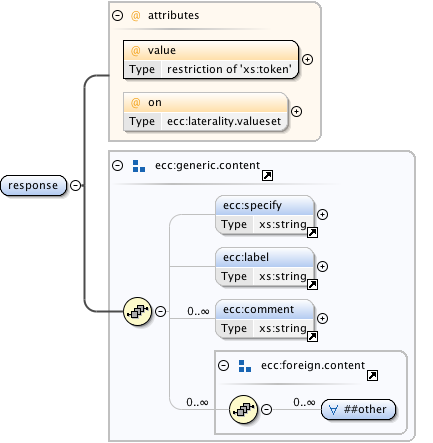 @ attributes
@ value
Type restriction of 'xs:token'
@ on
Type ecc:laterality.valueset
response
ecc:generic.content
ecc:specify
Type xs:string
ecc:label
Type xs:string
0..∞
ecc:comment
Type xs:string
ecc:foreign.content
0..∞
0..∞
##other